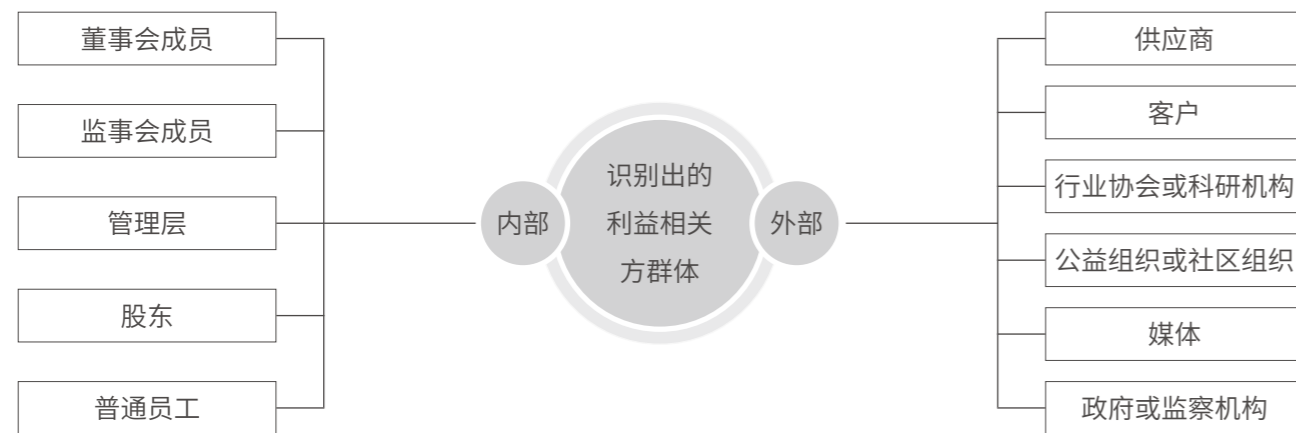 董事会成员
监事会成员
管理层
股东
普通员工
内部
识别出的
利益相关
方群体
外部
供应商
客户
行业协会或科研机构
公益组织或社区组织
媒体
政府或监察机构